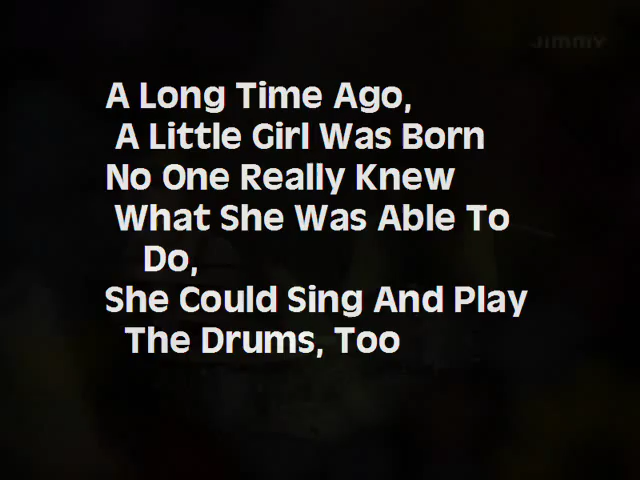 Jimmy
A Long Time Ago,
A Little Girl Was Born
No One Really Knew
What She Was Able To
Do,
She Could Sing And Play
The Drums, Too